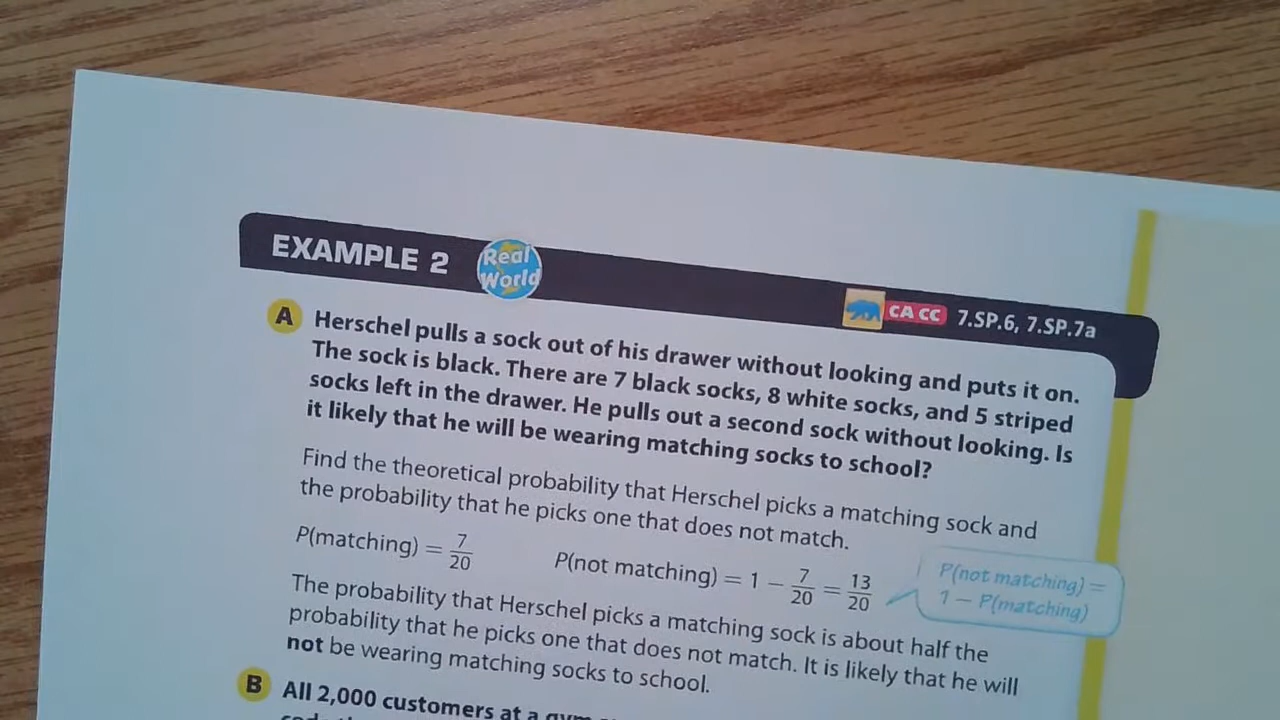 EXAMPLE 2 Real World CA CC 7.SP.6, 7.SP.7a
A Herschel pulls a sock out of his drawer without looking and puts it on.
The sock is black. There are 7 black socks, 8 white socks, and 5 striped
socks left in the drawer. He pulls out a second sock without looking. Is
it likely that he will be wearing matching socks to school?
Find the theoretical probability that Herschel picks a matching sock and
the probability that he picks one that does not match.
P(matching) = 7/20 P(not matching) = 1 − 7/20 = 13/20
P(not matching) =
1 − P(matching)
The probability that Herschel picks a matching sock is about half the
probability that he picks one that does not match. It is likely that he will
not be wearing matching socks to school.
B All 2,000 customers at a gym